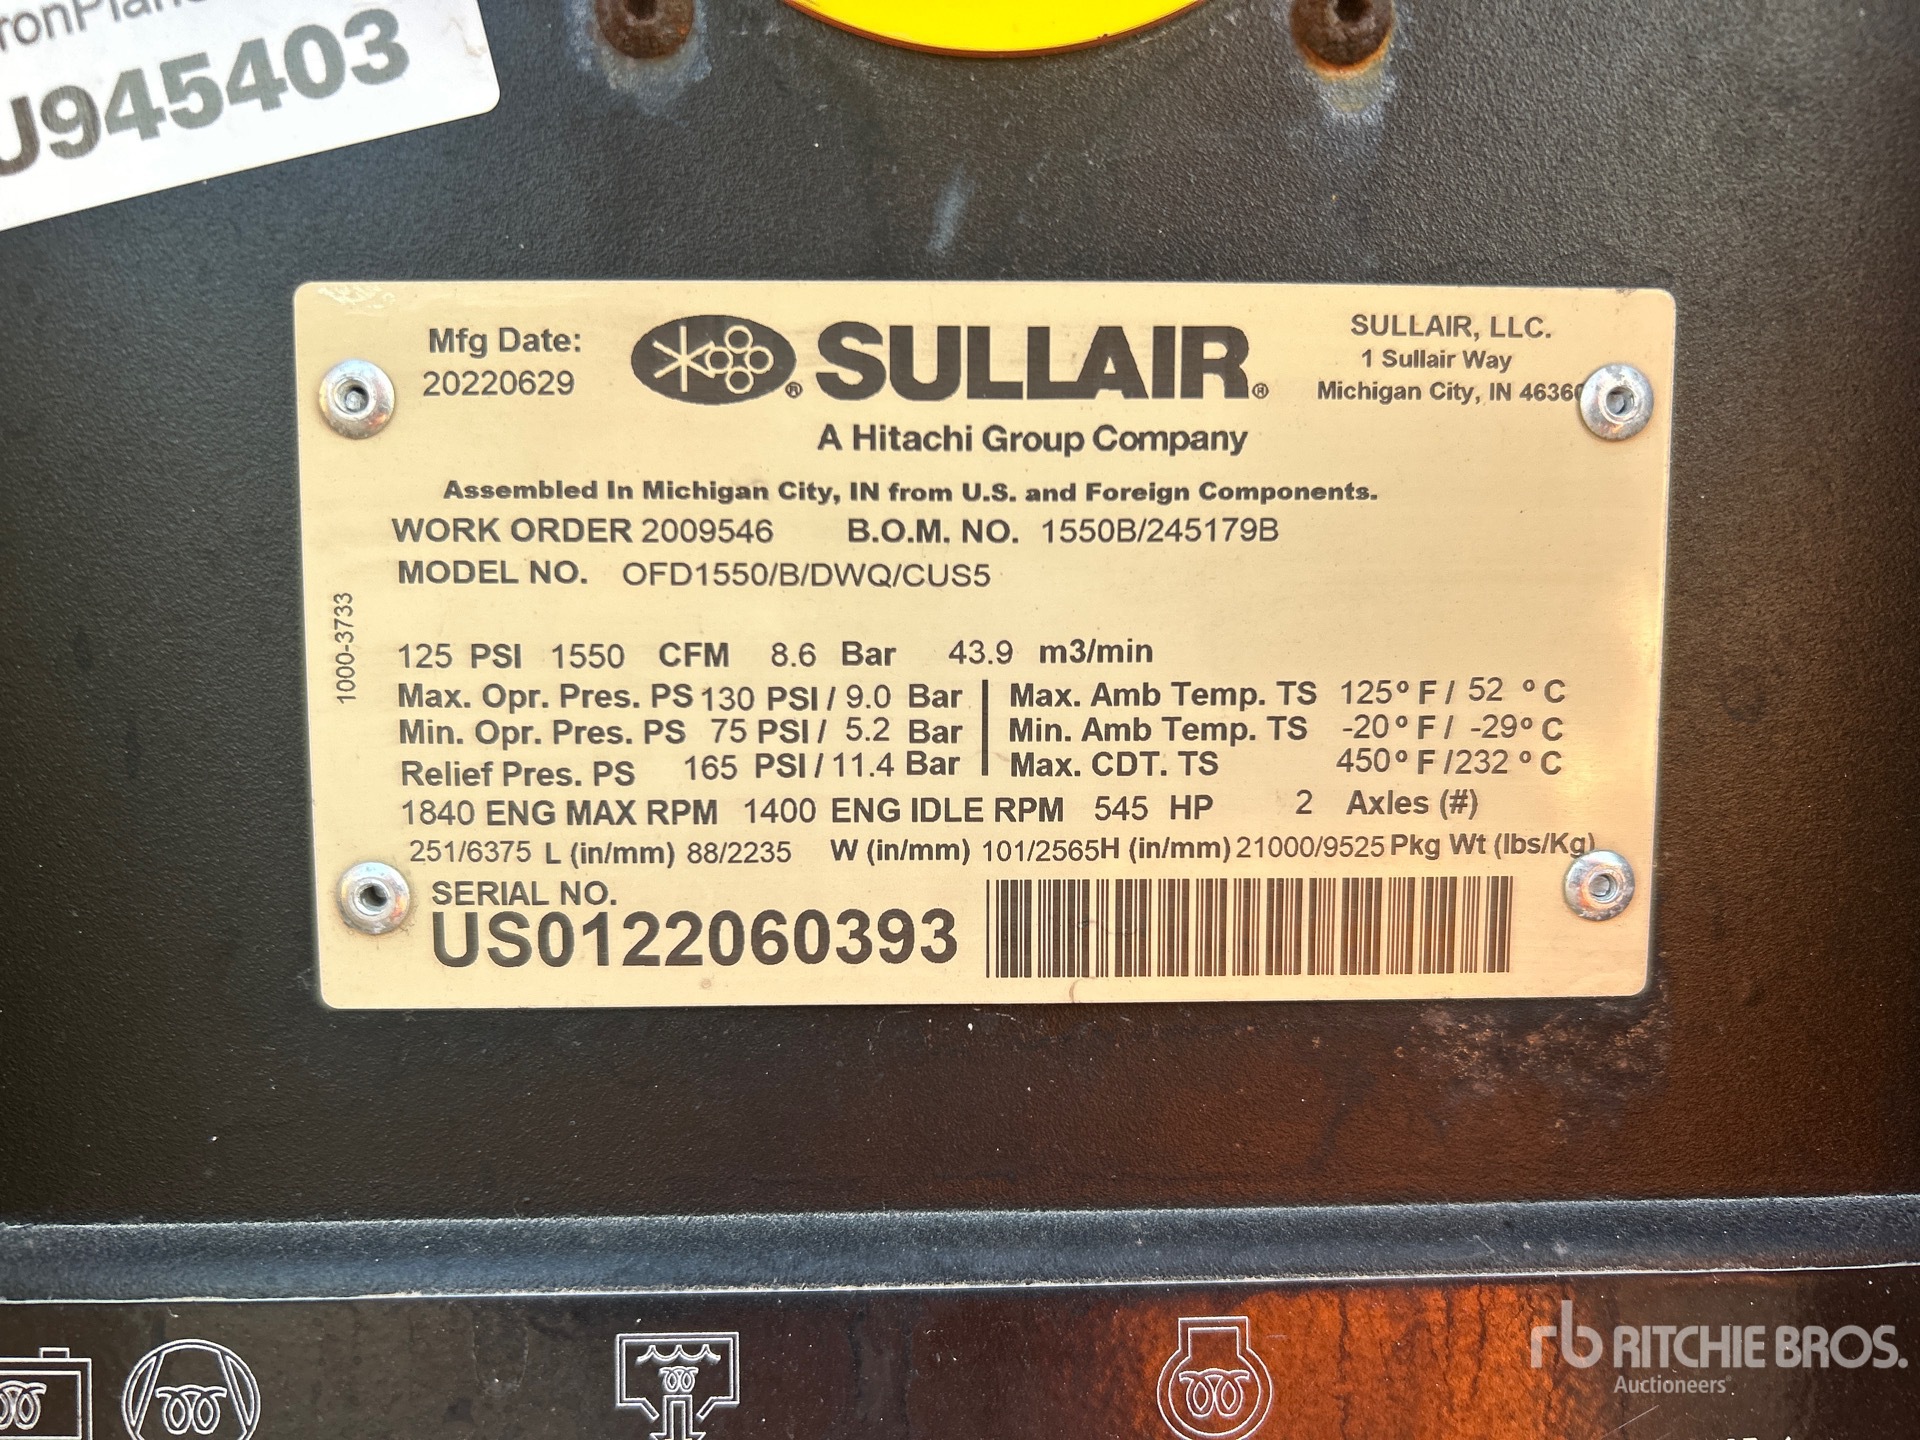 U945403
Mfg Date:
20220629
SULLAIR®
SULLAIR, LLC.
1 Sullair Way
Michigan City, IN 46360
A Hitachi Group Company
Assembled In Michigan City, IN from U.S. and Foreign Components.
WORK ORDER 2009546 B.O.M. NO. 1550B/245179B
MODEL NO. OFD1550/B/DWQ/CUS5
1000-3733
125 PSI 1550 CFM 8.6 Bar 43.9 m3/min
Max. Opr. Pres. PS 130 PSI / 9.0 Bar | Max. Amb Temp. TS 125° F / 52 °C
Min. Opr. Pres. PS 75 PSI / 5.2 Bar | Min. Amb Temp. TS -20° F / -29° C
Relief Pres. PS 165 PSI / 11.4 Bar | Max. CDT. TS 450° F /232 °C
1840 ENG MAX RPM 1400 ENG IDLE RPM 545 HP 2 Axles (#)
251/6375 L (in/mm) 88/2235 W (in/mm) 101/2565 H (in/mm) 21000/9525 Pkg Wt (lbs/Kg)
SERIAL NO.
US0122060393
rb RITCHIE BROS.
Auctioneers